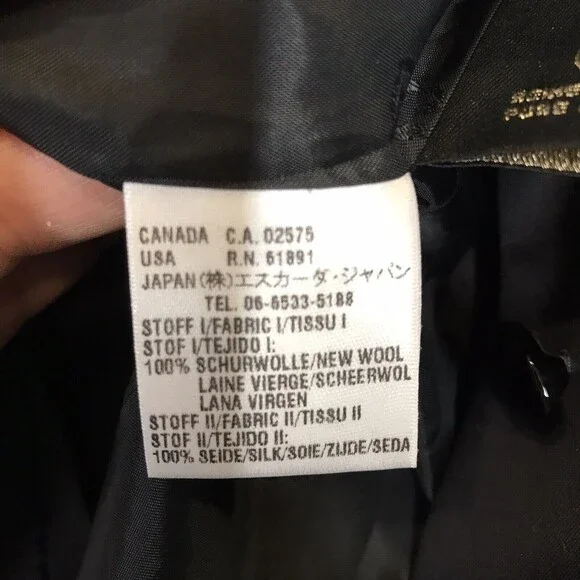 CANADA C.A. 02575
USA R.N. 61891
JAPAN(株)エスカーダ・ジャパン
TEL. 06-6533-5188
STOFF I/FABRIC I/TISSU I
STOF I/TEJIDO I:
100% SCHURWOLLE/NEW WOOL
LAINE VIERGE/SCHEERWOL
LANA VIRGEN
STOFF II/FABRIC II/TISSU II
STOF II/TEJIDO II:
100% SEIDE/SILK/SOIE/ZIJDE/SEDA